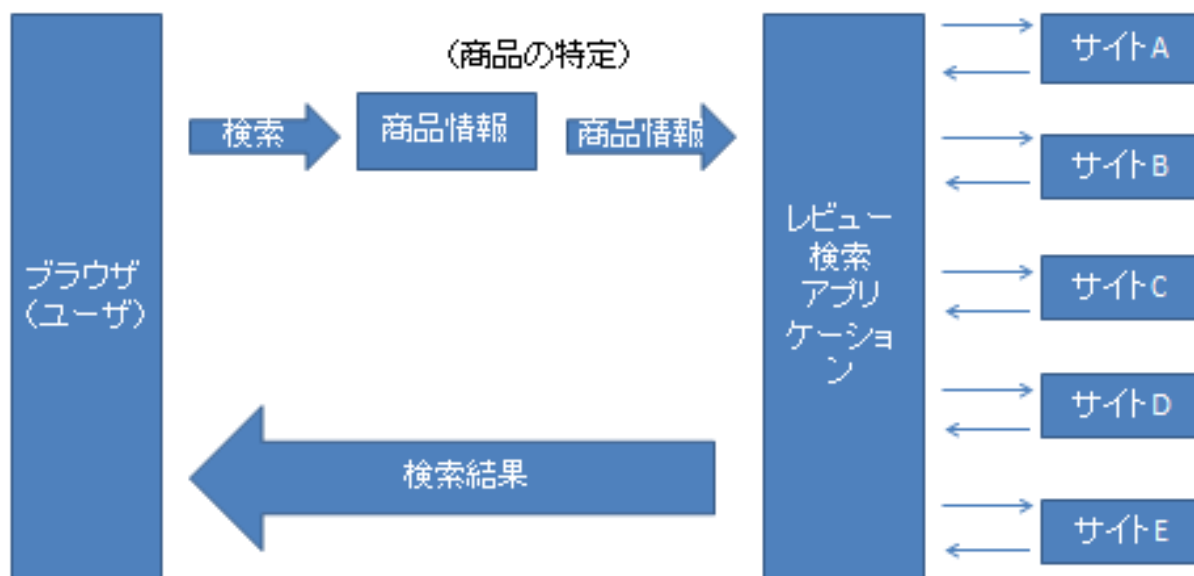 (商品の特定)
検索
商品情報
商品情報
ブラウザ
(ユーザ)
検索結果
レビュー
検索
アプリ
ケーショ
ン
サイトA
サイトB
サイトC
サイトD
サイトE